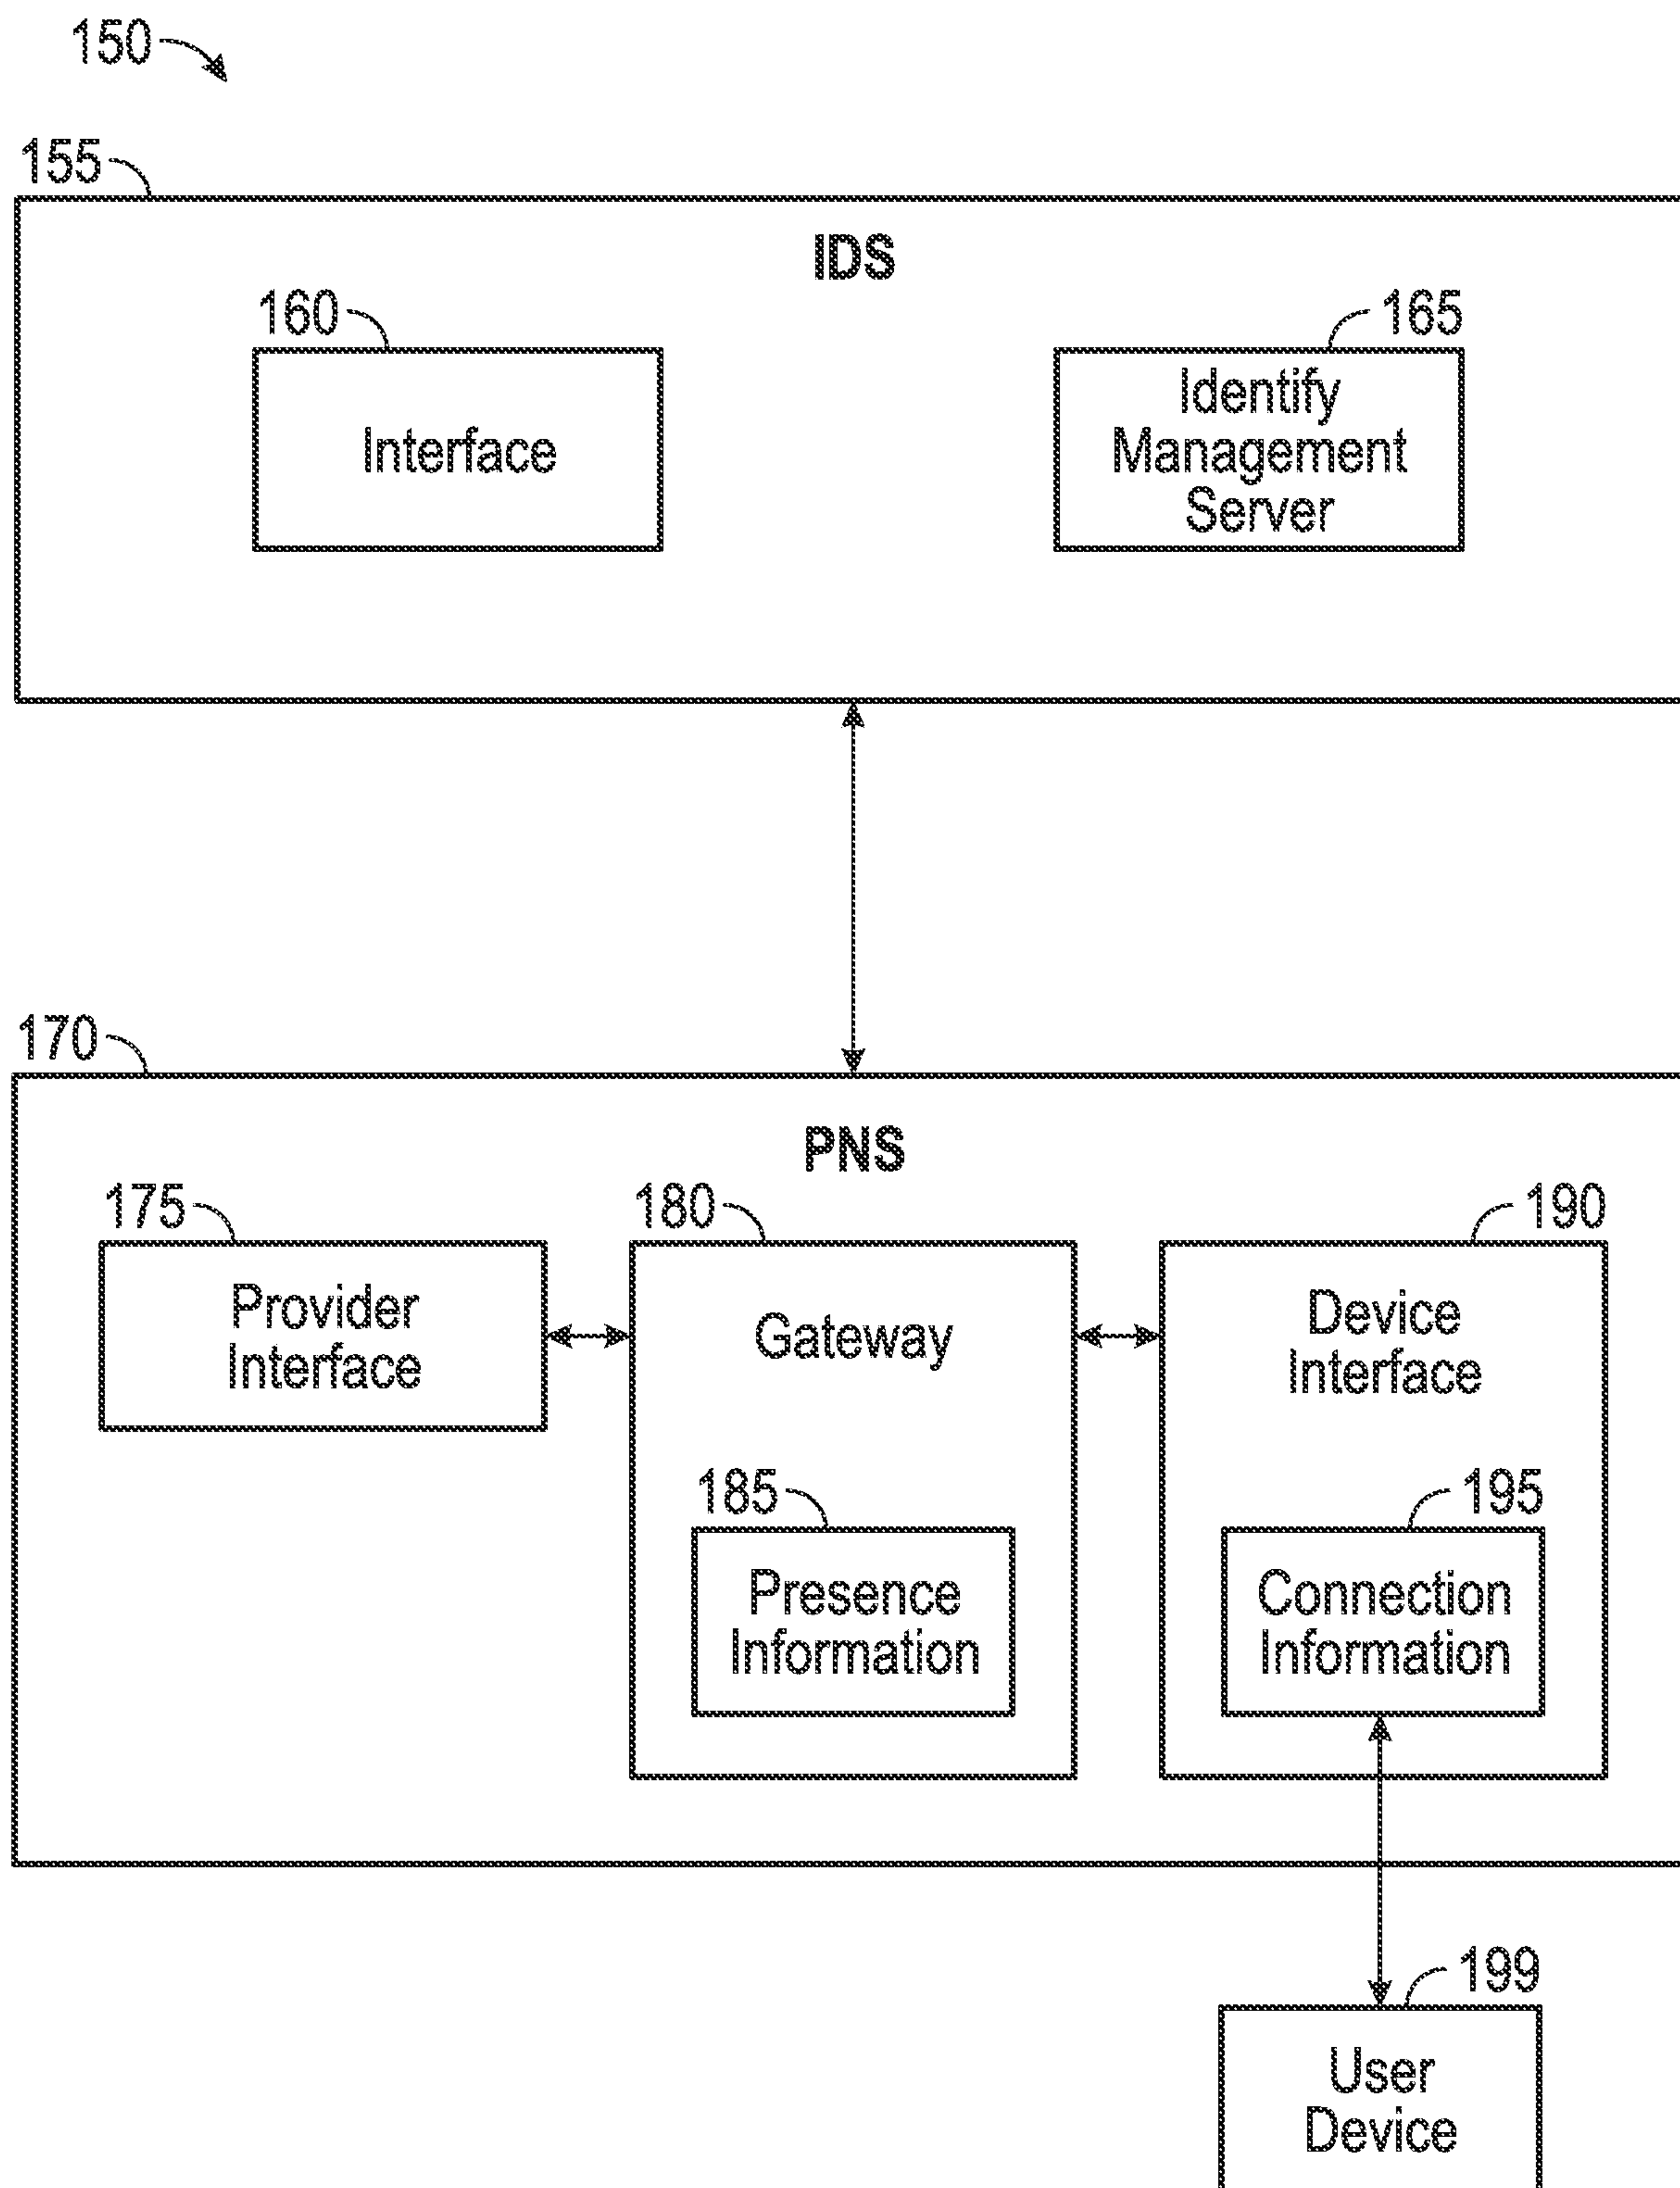 150
155
IDS
160
165
Interface
Identify
Management
Server
170
PNS
175
180
190
Provider
Interface
Gateway
Device
Interface
185
195
Presence
Information
Connection
Information
199
User
Device